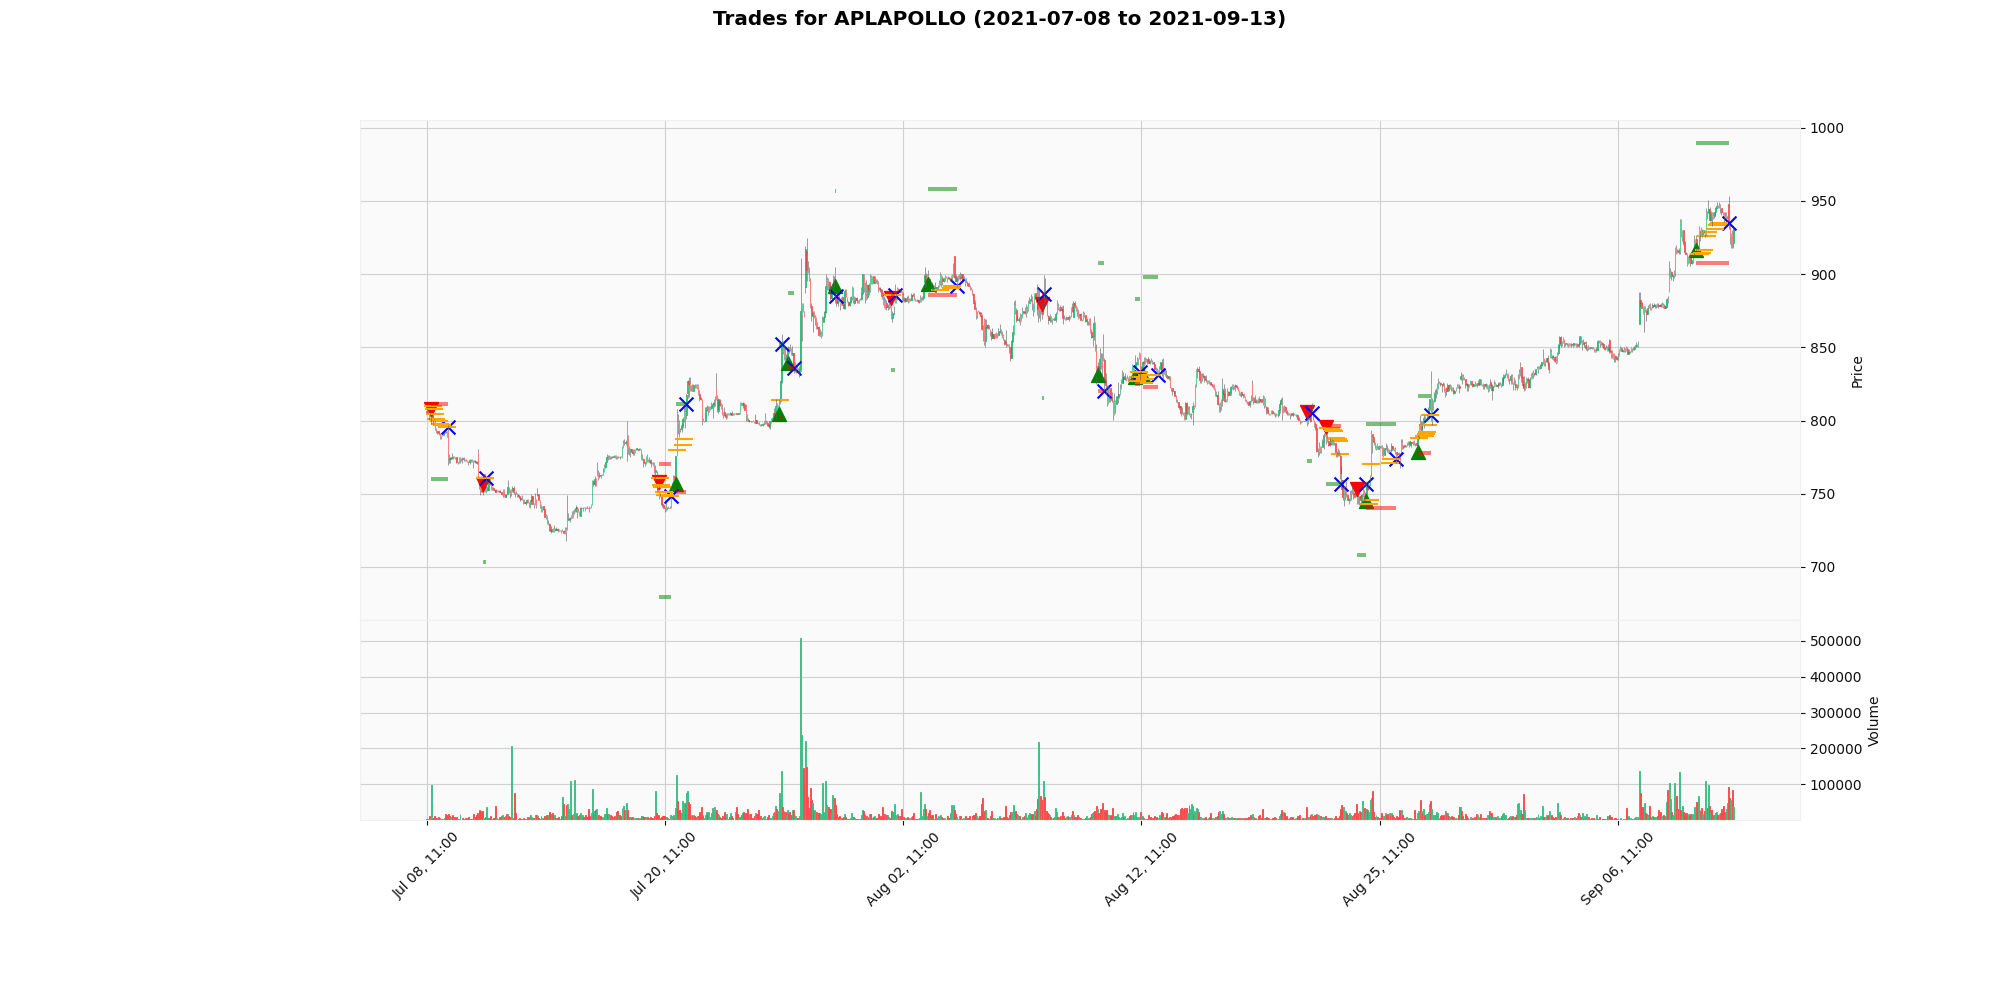 Trades for APLAPOLLO (2021-07-08 to 2021-09-13)
1000
950
900
850
800
750
700
Price
500000
400000
300000
200000
100000
Volume
Jul 08, 11:00
Jul 20, 11:00
Aug 02, 11:00
Aug 12, 11:00
Aug 25, 11:00
Sep 06, 11:00